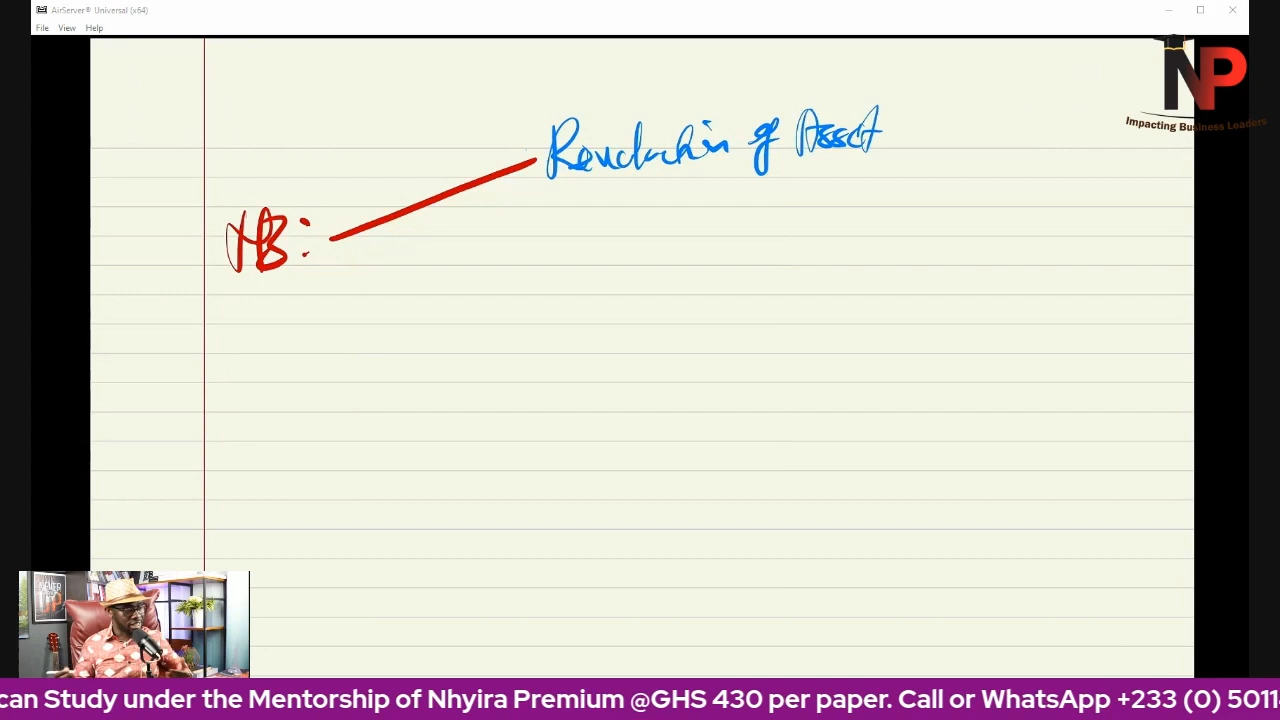 AirServer® Universal (x64)
File View Help
NP
Impacting Business Leaders
Revaluation of Asset
NB:
can Study under the Mentorship of Nhyira Premium @GHS 430 per paper. Call or WhatsApp +233 (0) 5011